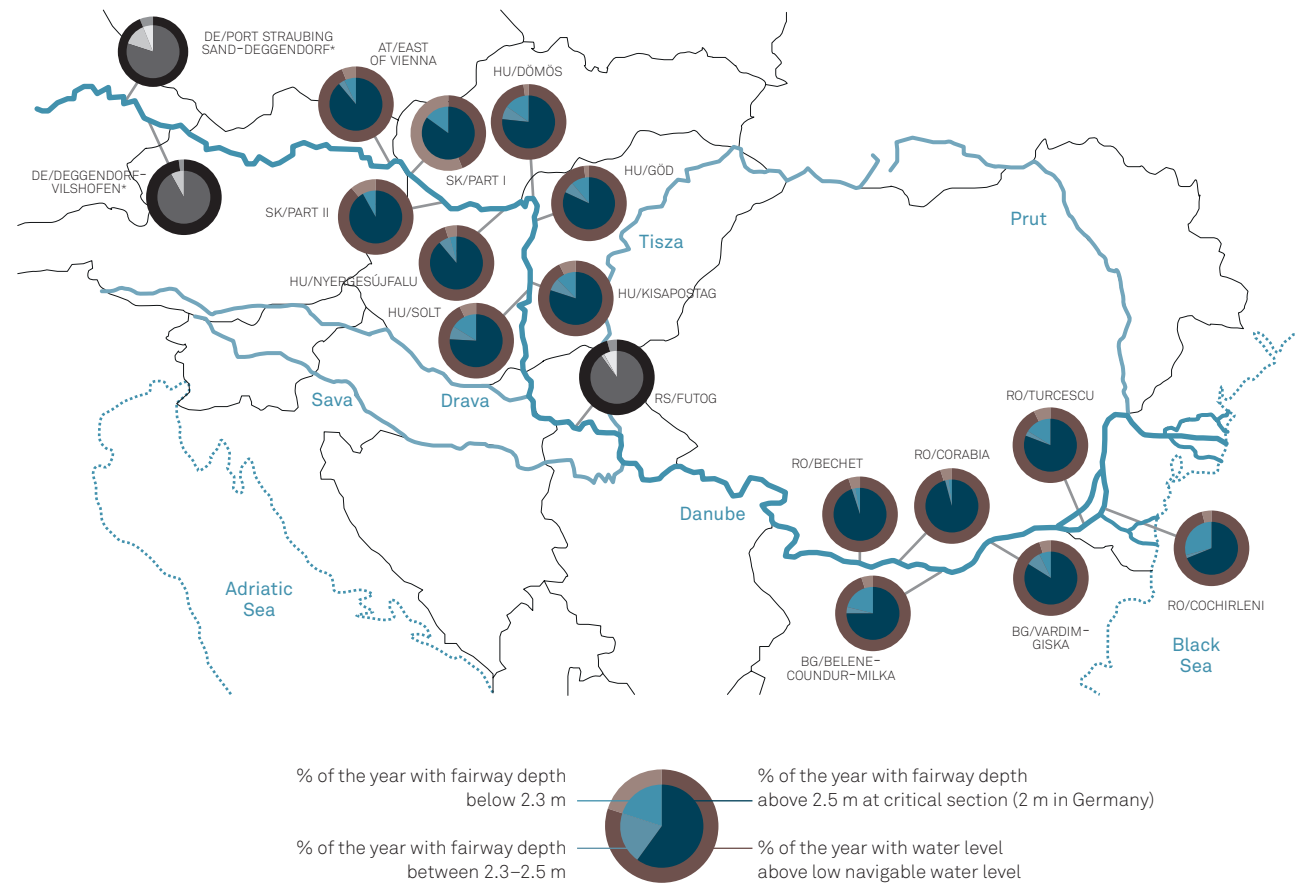 DE/PORT STRAUBING
SAND-DEGGENDORF*
AT/EAST
OF VIENNA
HU/DÖMÖS
DE/DEGGENDORF-
VILSHOFEN*
SK/PART I
HU/GÖD
SK/PART II
Tisza
Prut
HU/NYERGESÚJFALU
HU/KISAPOSTAG
HU/SOLT
Sava
Drava
RS/FUTOG
RO/TURCESCU
RO/BECHET
RO/CORABIA
Danube
Adriatic
Sea
RO/COCHIRLENI
BG/VARDIM-
GISKA
Black
Sea
BG/BELENE-
COUNDUR-MILKA
% of the year with fairway depth
below 2.3 m
% of the year with fairway depth
above 2.5 m at critical section (2 m in Germany)
% of the year with fairway depth
between 2.3–2.5 m
% of the year with water level
above low navigable water level